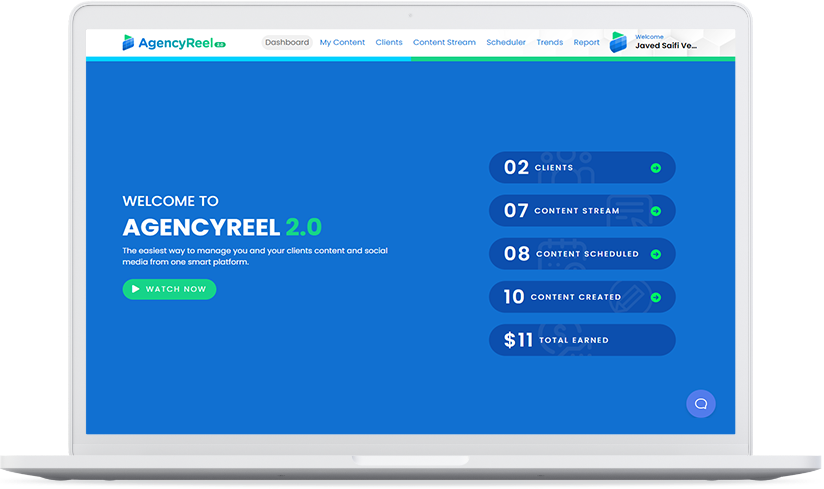 AgencyReel 2.0
Dashboard My Content Clients Content Stream Scheduler Trends Report
Welcome
Javed Saifi Ve...
WELCOME TO
AGENCYREEL 2.0
The easiest way to manage you and your clients content and social
media from one smart platform.
WATCH NOW
02 CLIENTS
07 CONTENT STREAM
08 CONTENT SCHEDULED
10 CONTENT CREATED
$11 TOTAL EARNED